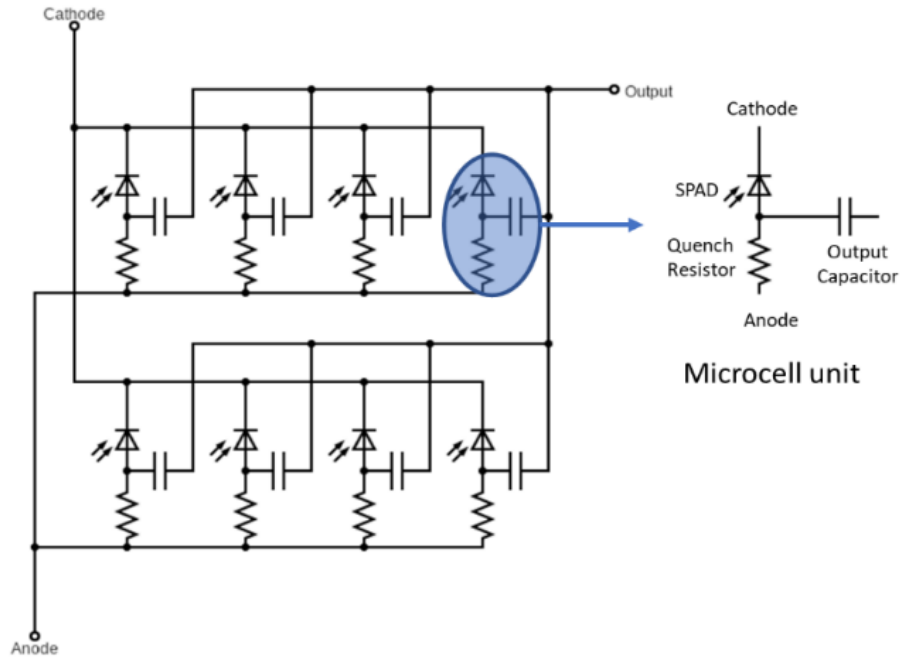 Cathode
Output
Cathode
SPAD
Quench
Resistor
Output
Capacitor
Anode
Microcell unit
Anode